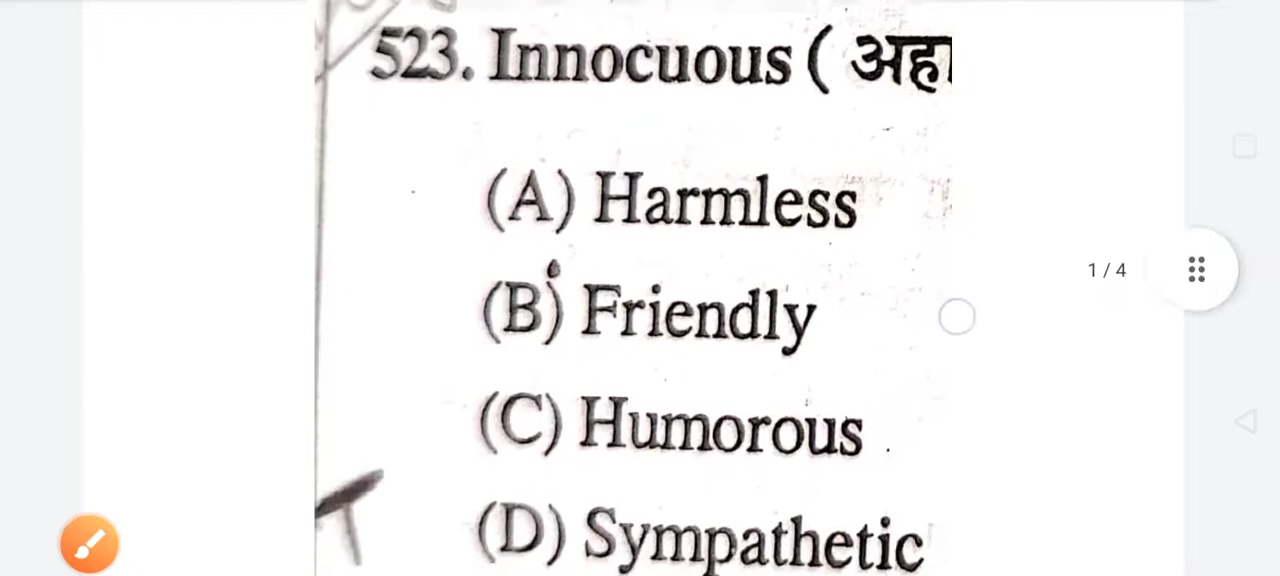 523. Innocuous ( अहा
(A) Harmless
(B) Friendly
1 / 4
(C) Humorous
(D) Sympathetic